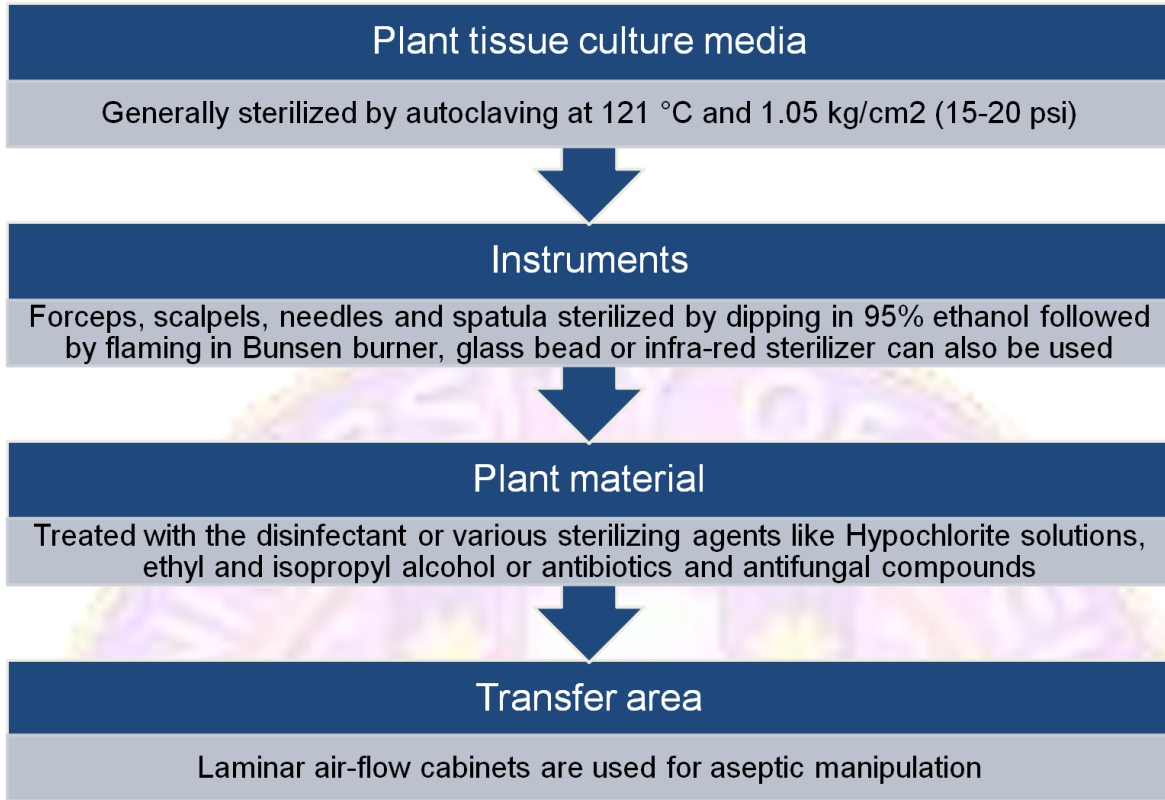 Plant tissue culture media
Generally sterilized by autoclaving at 121 °C and 1.05 kg/cm2 (15-20 psi)
Instruments
Forceps, scalpels, needles and spatula sterilized by dipping in 95% ethanol followed
by flaming in Bunsen burner, glass bead or infra-red sterilizer can also be used
Plant material
Treated with the disinfectant or various sterilizing agents like Hypochlorite solutions,
ethyl and isopropyl alcohol or antibiotics and antifungal compounds
Transfer area
Laminar air-flow cabinets are used for aseptic manipulation